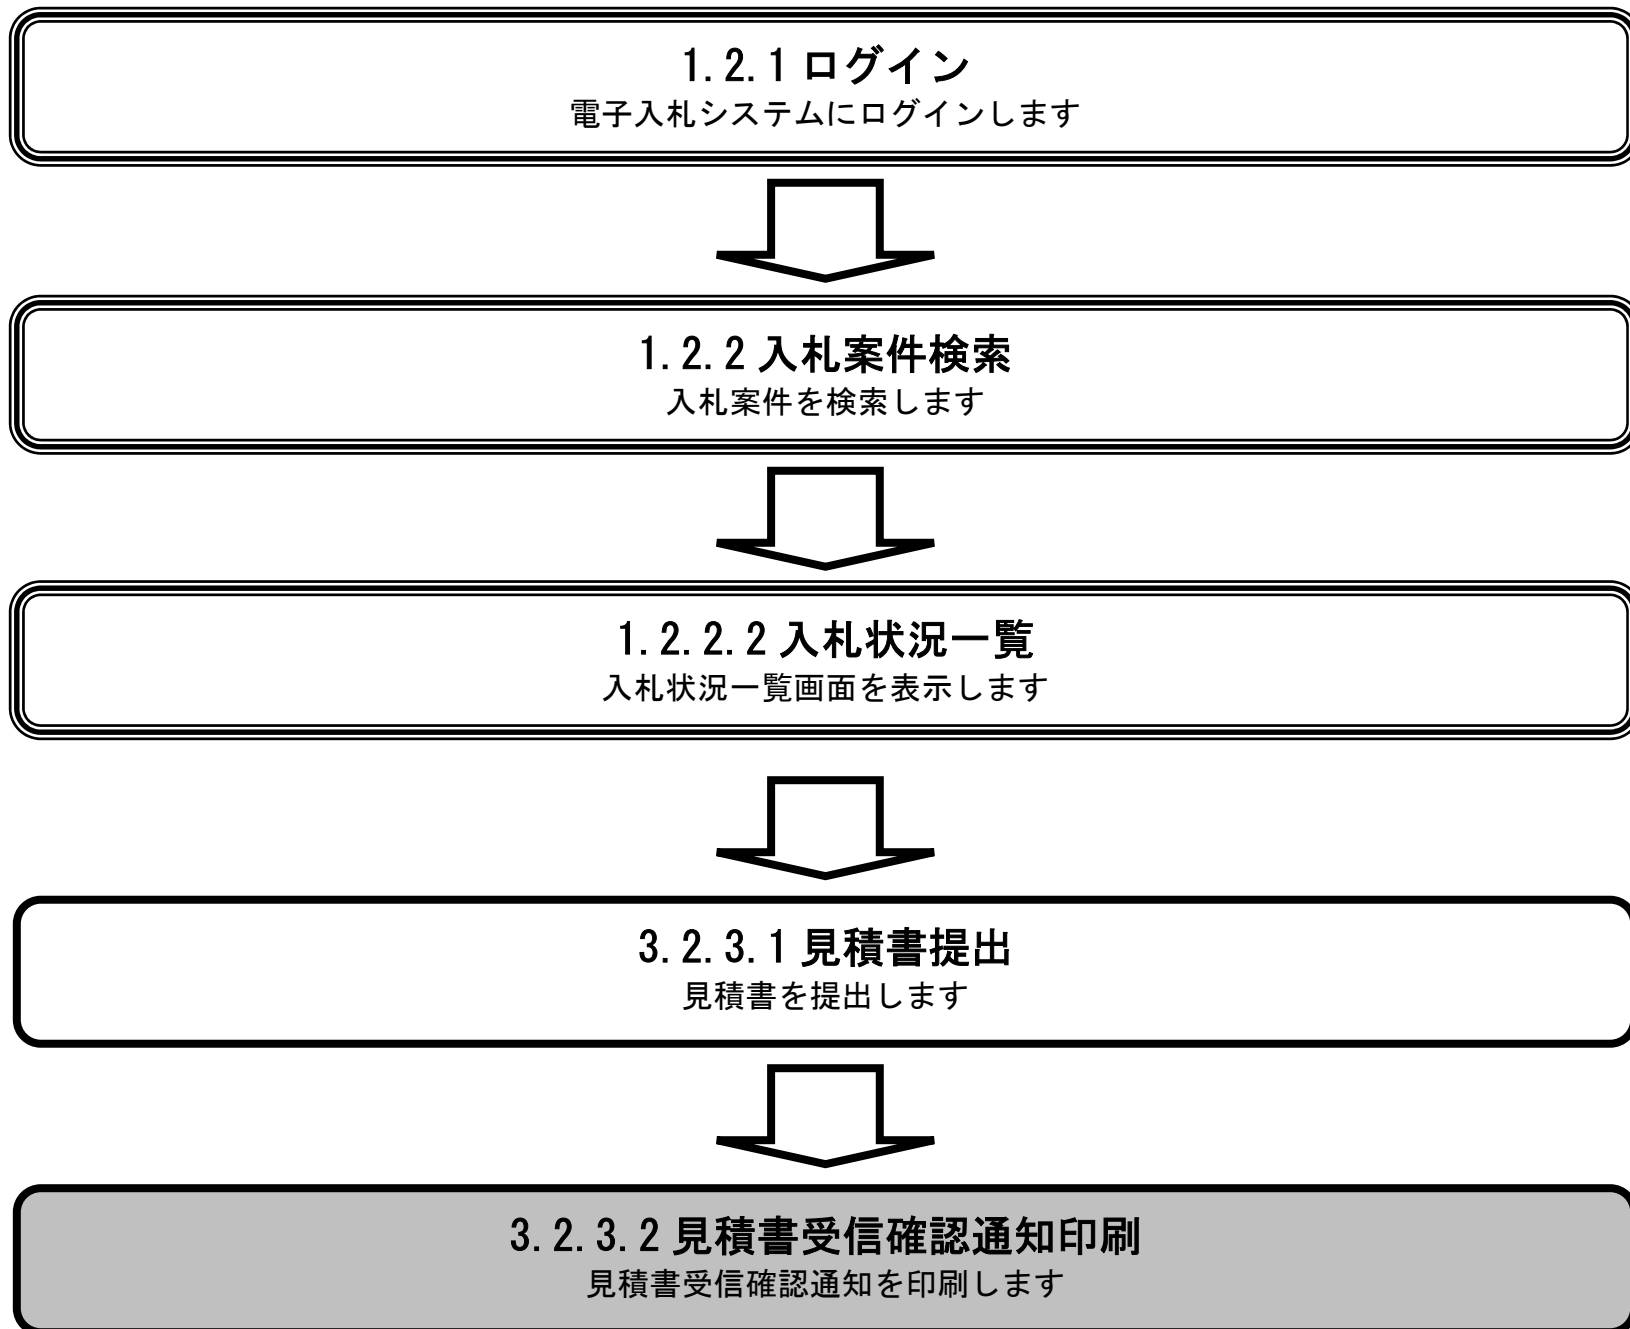 1.2.1 ログイン
電子入札システムにログインします
1.2.2 入札案件検索
入札案件を検索します
1.2.2.2 入札状況一覧
入札状況一覧画面を表示します
3.2.3.1 見積書提出
見積書を提出します
3.2.3.2 見積書受信確認通知印刷
見積書受信確認通知を印刷します